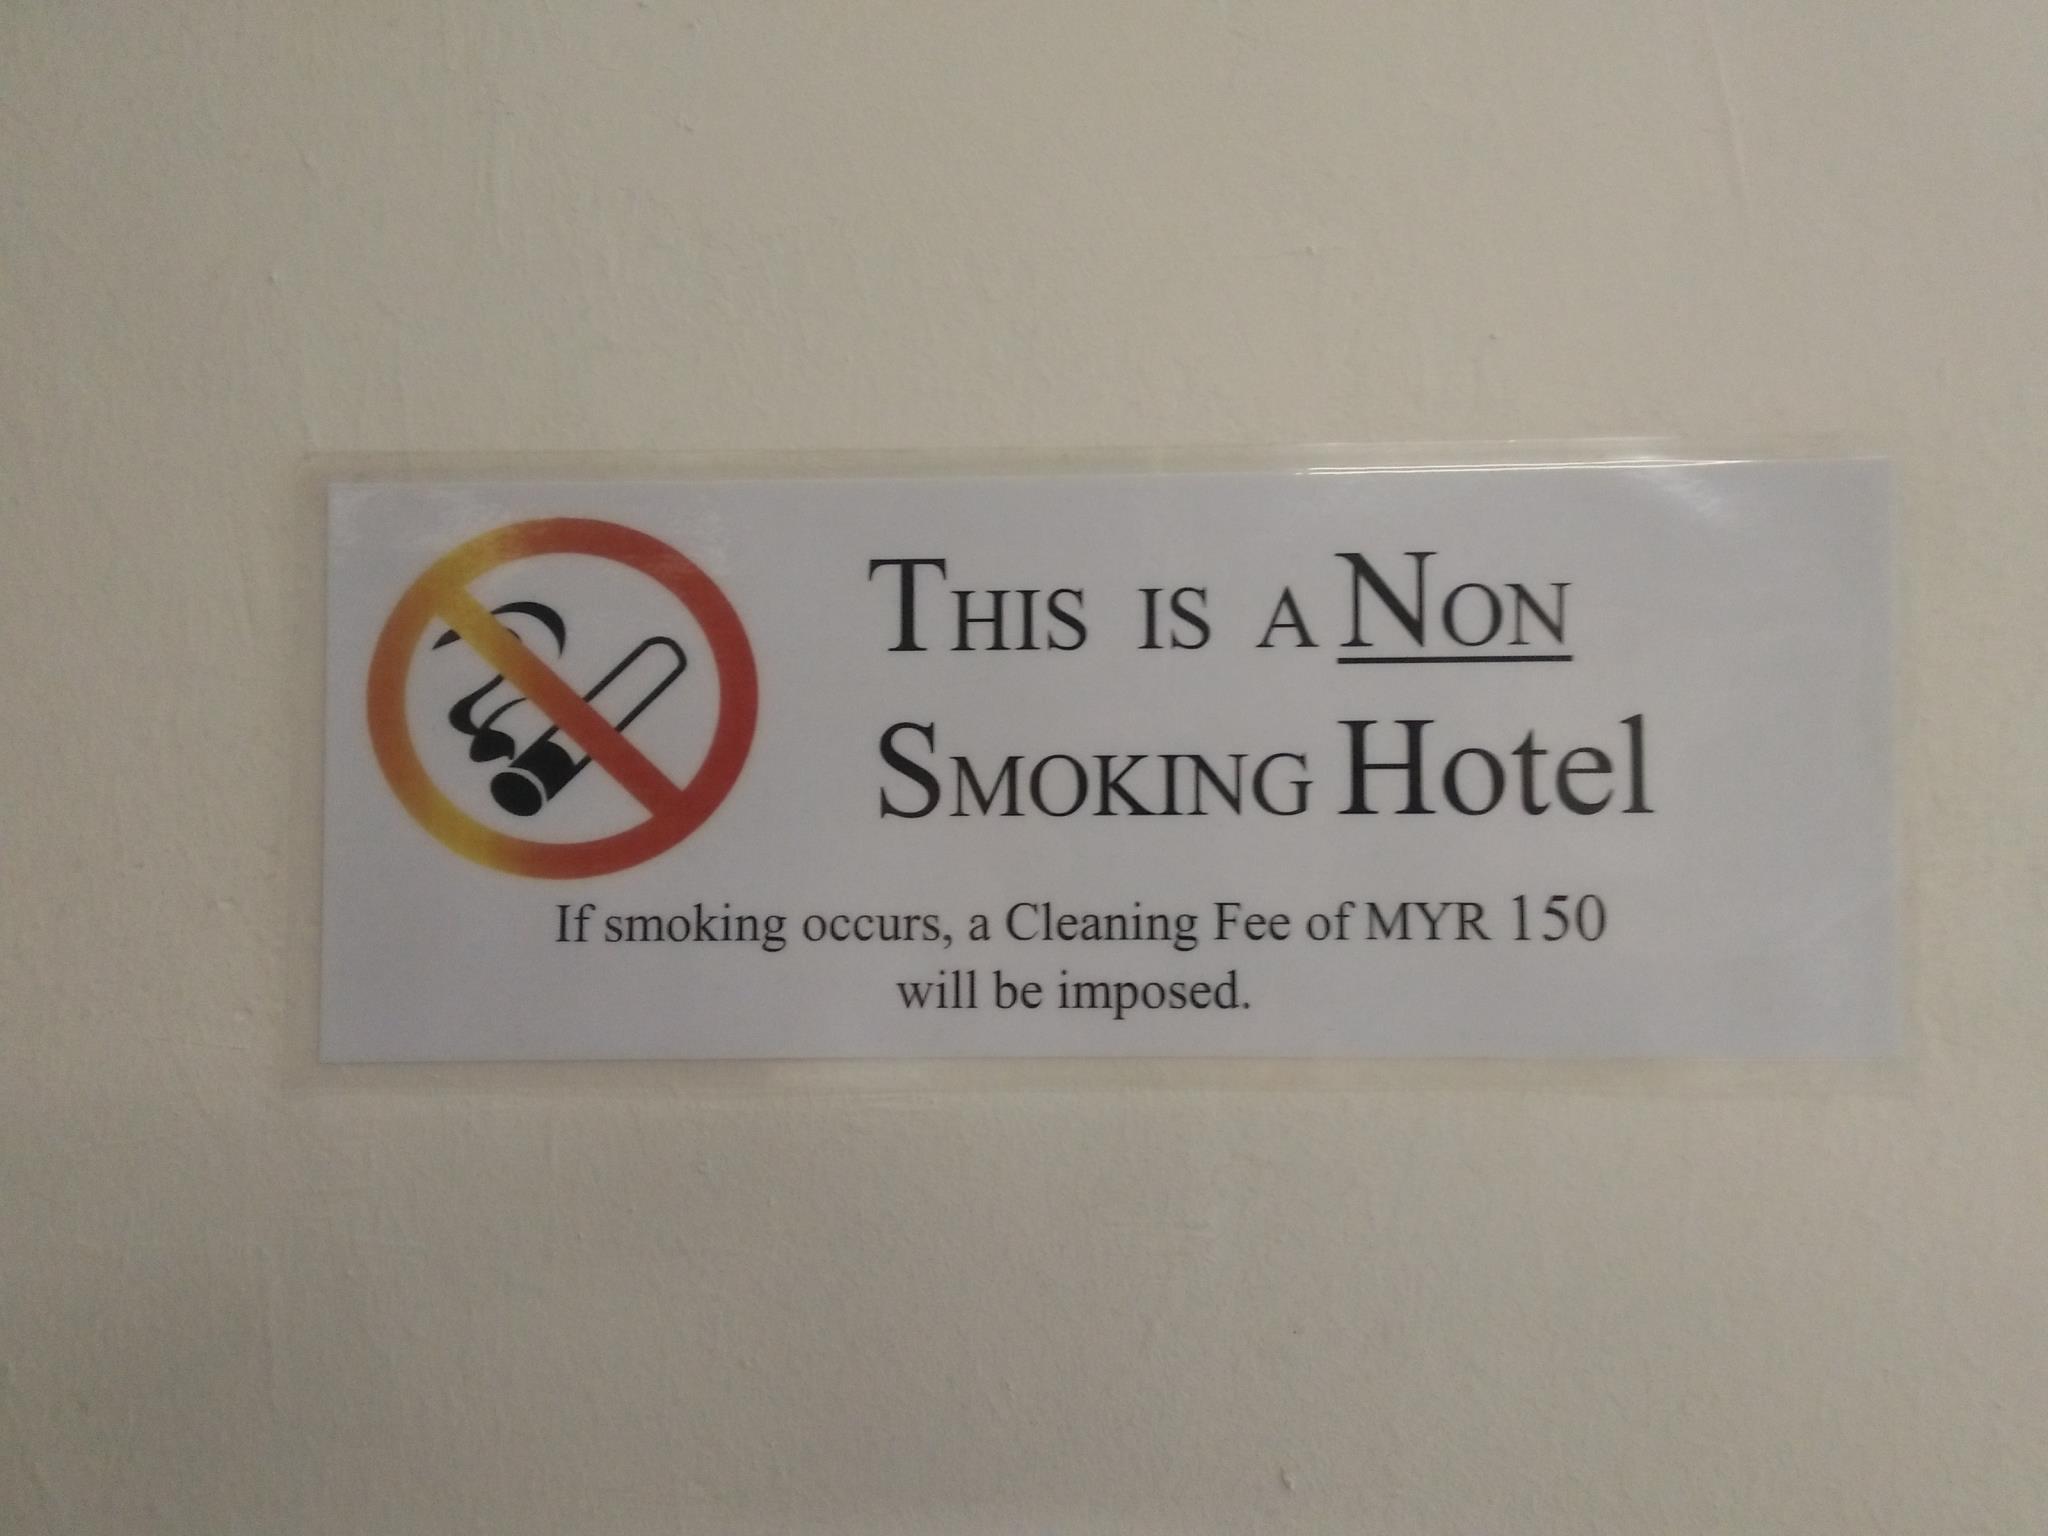 THIS IS A NON
SMOKING Hotel
If smoking occurs, a Cleaning Fee of MYR 150
will be imposed.